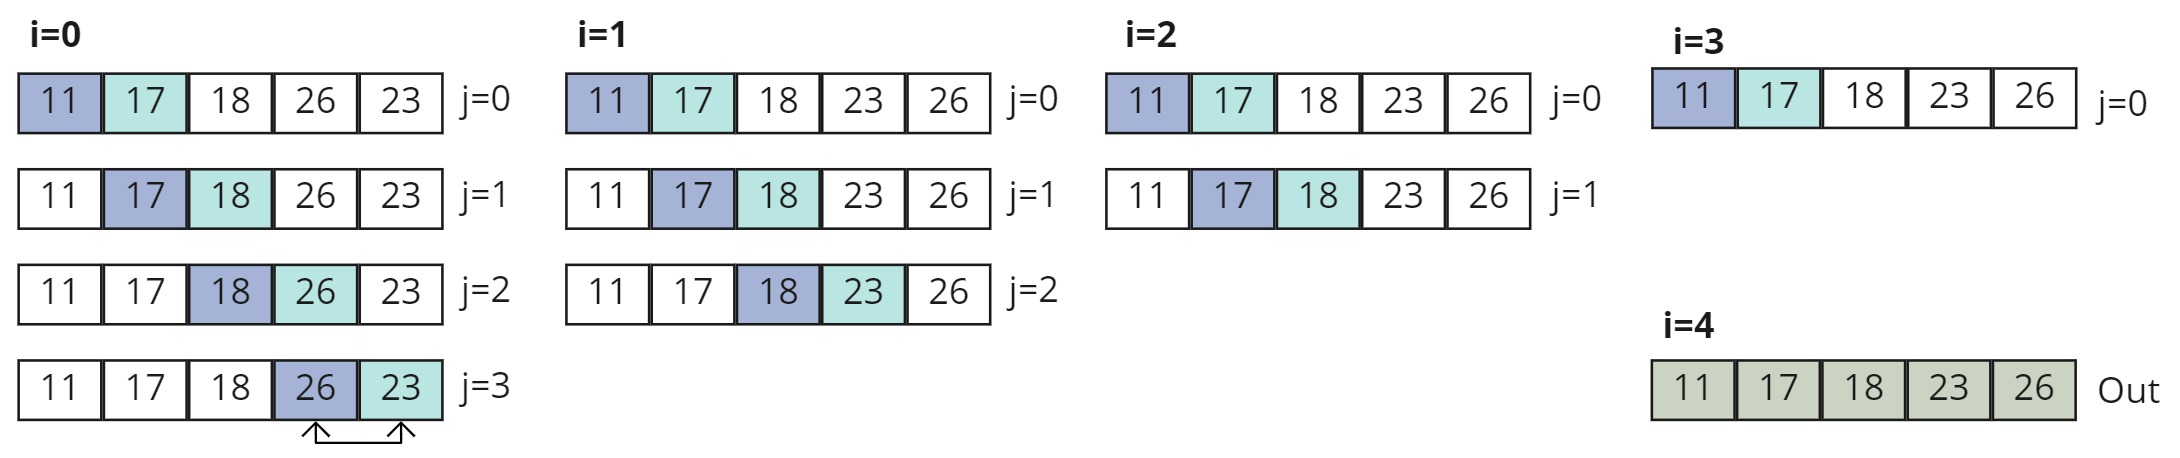 i=0
11 17 18 26 23 j=0
11 17 18 26 23 j=1
11 17 18 26 23 j=2
11 17 18 26 23 j=3
i=1
11 17 18 23 26 j=0
11 17 18 23 26 j=1
11 17 18 23 26 j=2
i=2
11 17 18 23 26 j=0
11 17 18 23 26 j=1
i=3
11 17 18 23 26 j=0
i=4
11 17 18 23 26 Out